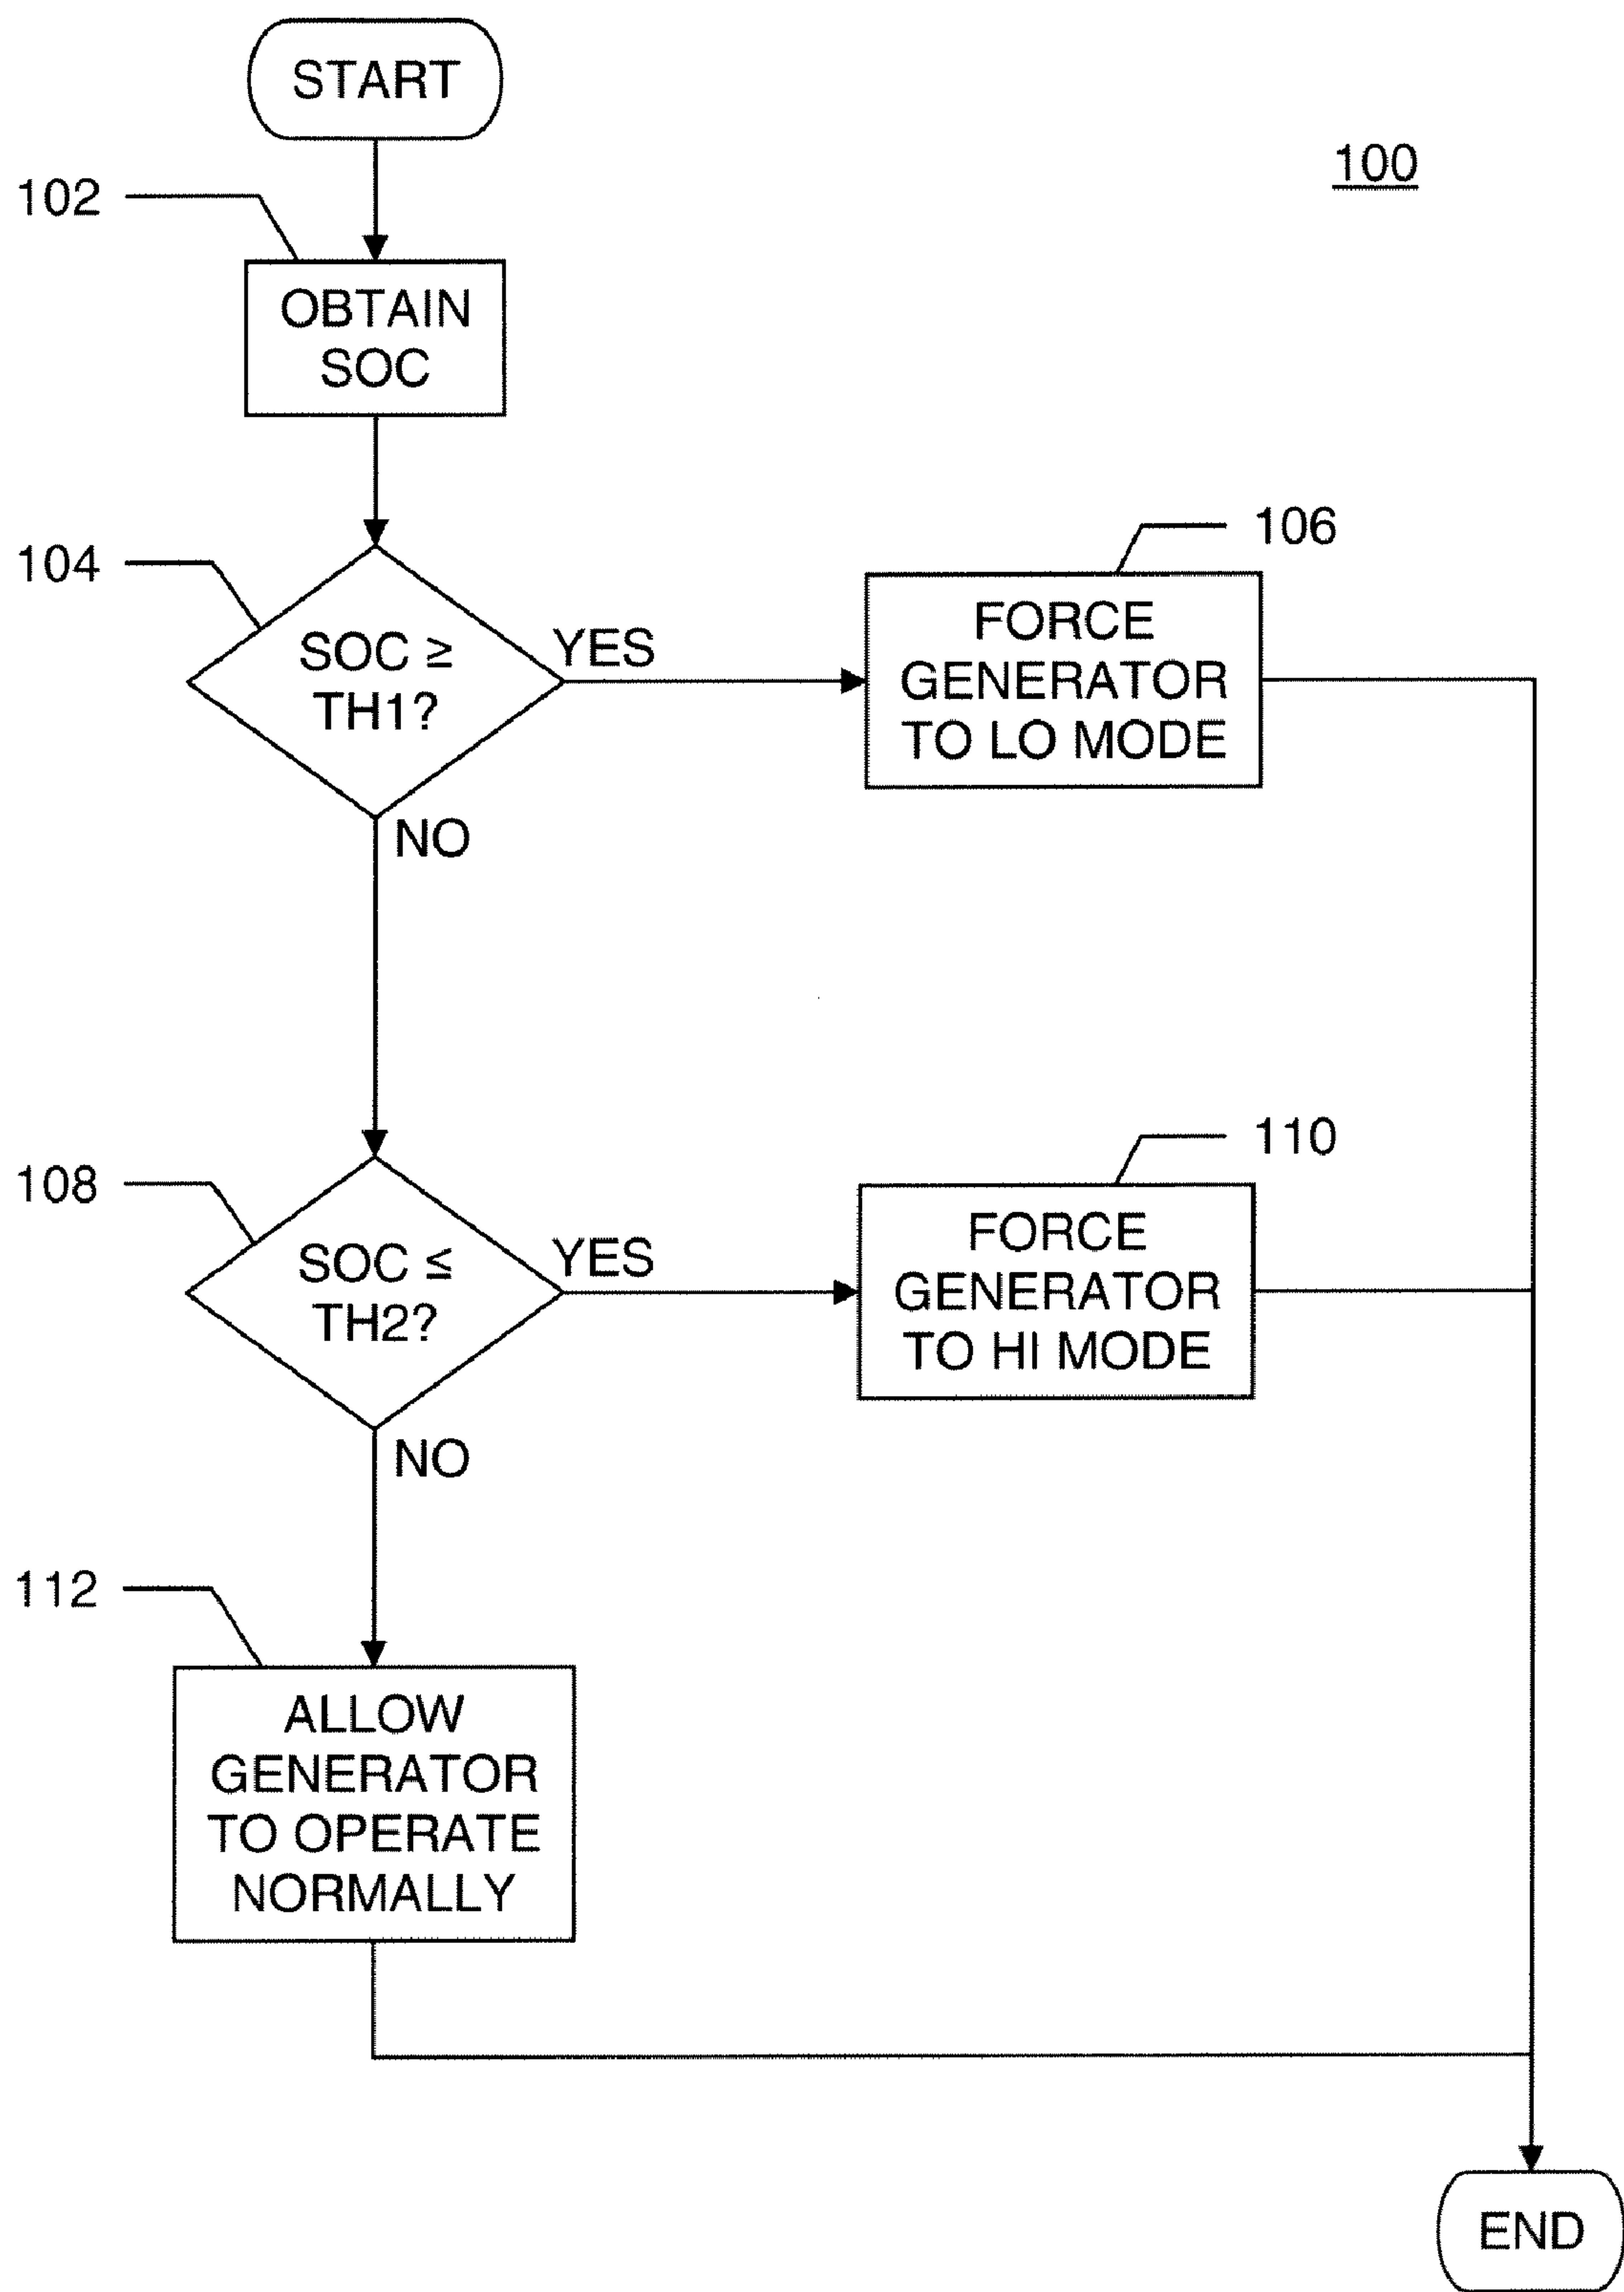 START
100
102
OBTAIN
SOC
104
SOC ≥
TH1?
YES
NO
106
FORCE
GENERATOR
TO LO MODE
108
SOC ≤
TH2?
YES
NO
110
FORCE
GENERATOR
TO HI MODE
112
ALLOW
GENERATOR
TO OPERATE
NORMALLY
END